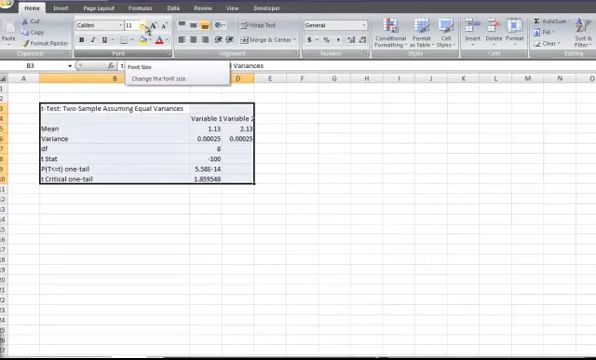 Home Insert Page Layout Formulas Data Review View Developer
Cut
Copy
Paste
Format Painter
Clipboard
Calibri 11
B I U
Font
Wrap Text
Merge & Center
Alignment
General
$ % ,
Number
Conditional Formatting
Format as Table
Cell Styles
Styles
Insert Delete Format
Cells
AutoSum
Fill
Clear
Sort & Filter
Editing
B3
t
Variances
Font Size
Change the font size.
A B D E F G H I J K L M N O
t-Test: Two-Sample Assuming Equal Variances
Variable 1 Variable 2
Mean 1.13 2.13
Variance 0.00025 0.00025
df 8
t Stat -100
P(T<=t) one-tail 5.58E-14
t Critical one-tail 1.859548